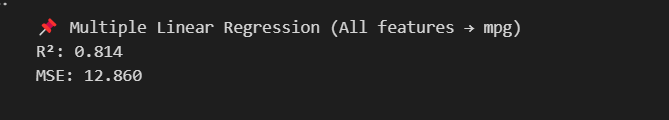 📌 Multiple Linear Regression (All features → mpg)
R²: 0.814
MSE: 12.860